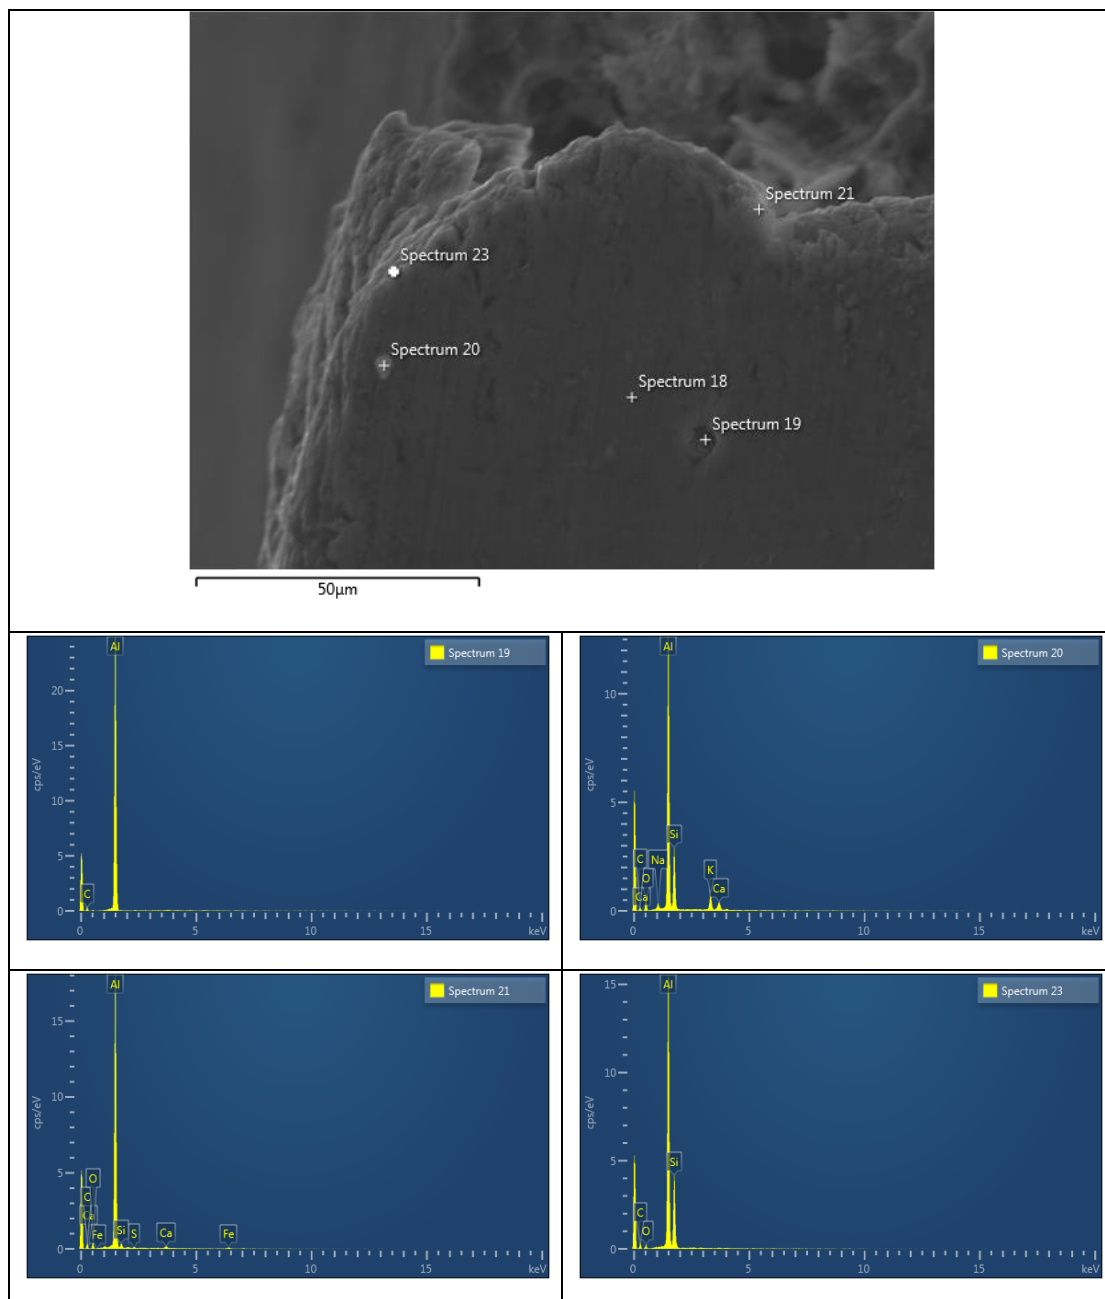 Spectrum 21
Spectrum 23
Spectrum 20
Spectrum 18
Spectrum 19
50µm
Spectrum 19
Al
20
15
cps/eV
10
5
C
0
0 5 10 15 keV
Spectrum 20
Al
10
cps/eV
5
Si
C Na
O K
Ca Ca
0
0 5 10 15 keV
Spectrum 21
Al
15
cps/eV
10
5
O
C
Ca
Fe Si S Ca Fe
0
0 5 10 15 keV
Spectrum 23
Al
15
10
cps/eV
5
Si
C
O
0
0 5 10 15 keV